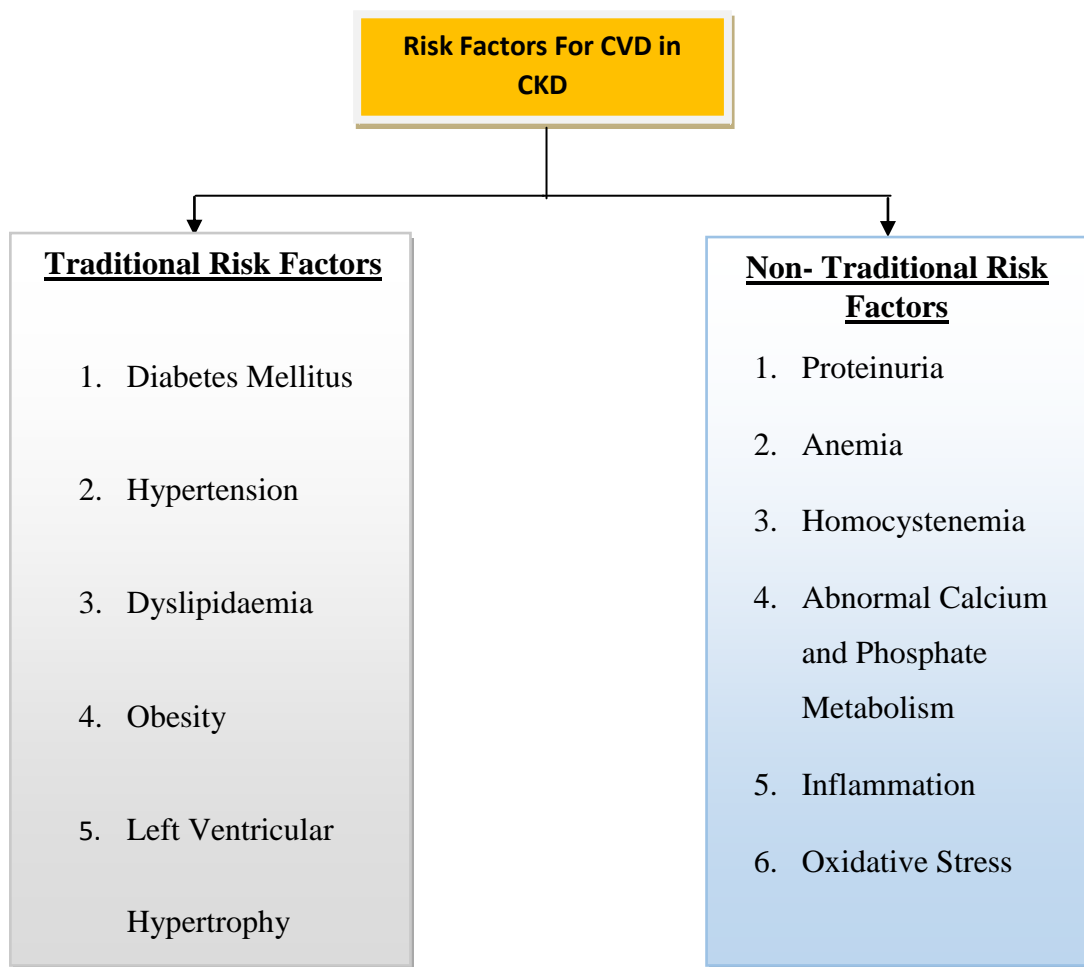 Risk Factors For CVD in
CKD
Traditional Risk Factors
1. Diabetes Mellitus
2. Hypertension
3. Dyslipidaemia
4. Obesity
5. Left Ventricular
Hypertrophy
Non- Traditional Risk
Factors
1. Proteinuria
2. Anemia
3. Homocystenemia
4. Abnormal Calcium
and Phosphate
Metabolism
5. Inflammation
6. Oxidative Stress